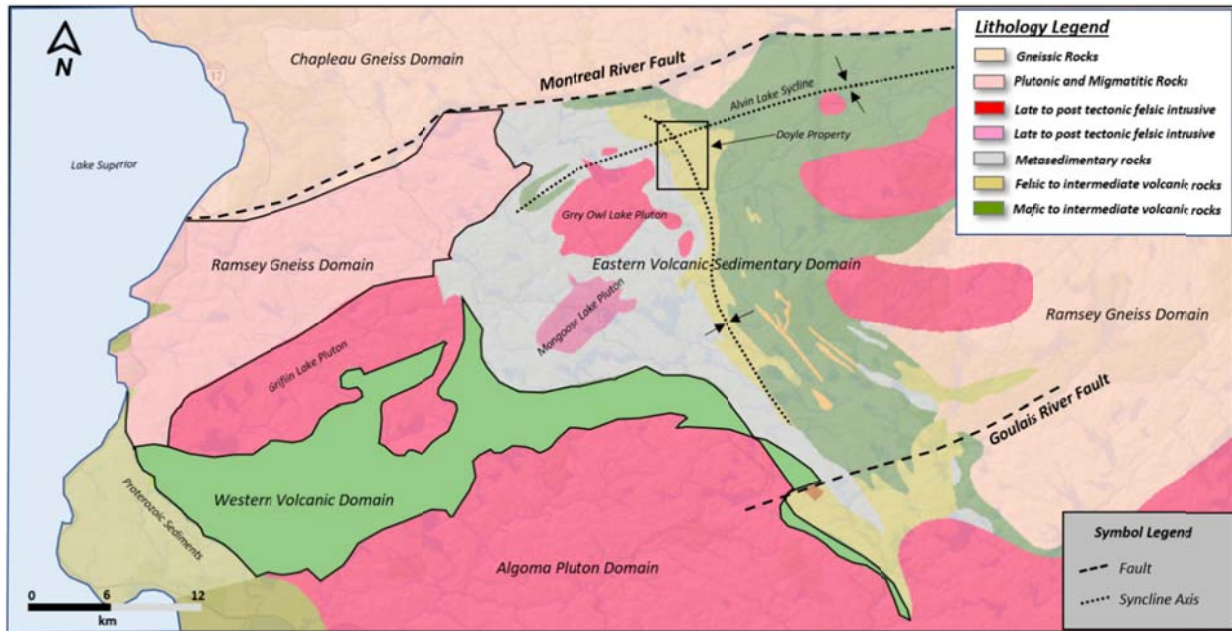 N
17
Chapleau Gneiss Domain
Montreal River Fault
Alvin Lake Sycline
Doyle Property
Lake Superior
Grey Owl Lake Pluton
Ramsey Gneiss Domain
Eastern Volcanic Sedimentary Domain
Mongoose Lake Pluton
Ramsey Gneiss Domain
Griffin Lake Pluton
Goulais River Fault
Western Volcanic Domain
Proterozoic Sediments
Algoma Pluton Domain
0 6 12
km
Lithology Legend
Gneissic Rocks
Plutonic and Migmatitic Rocks
Late to post tectonic felsic intrusive
Late to post tectonic felsic intrusive
Metasedimentary rocks
Felsic to intermediate volcanic rocks
Mafic to intermediate volcanic rocks
Symbol Legend
Fault
Syncline Axis